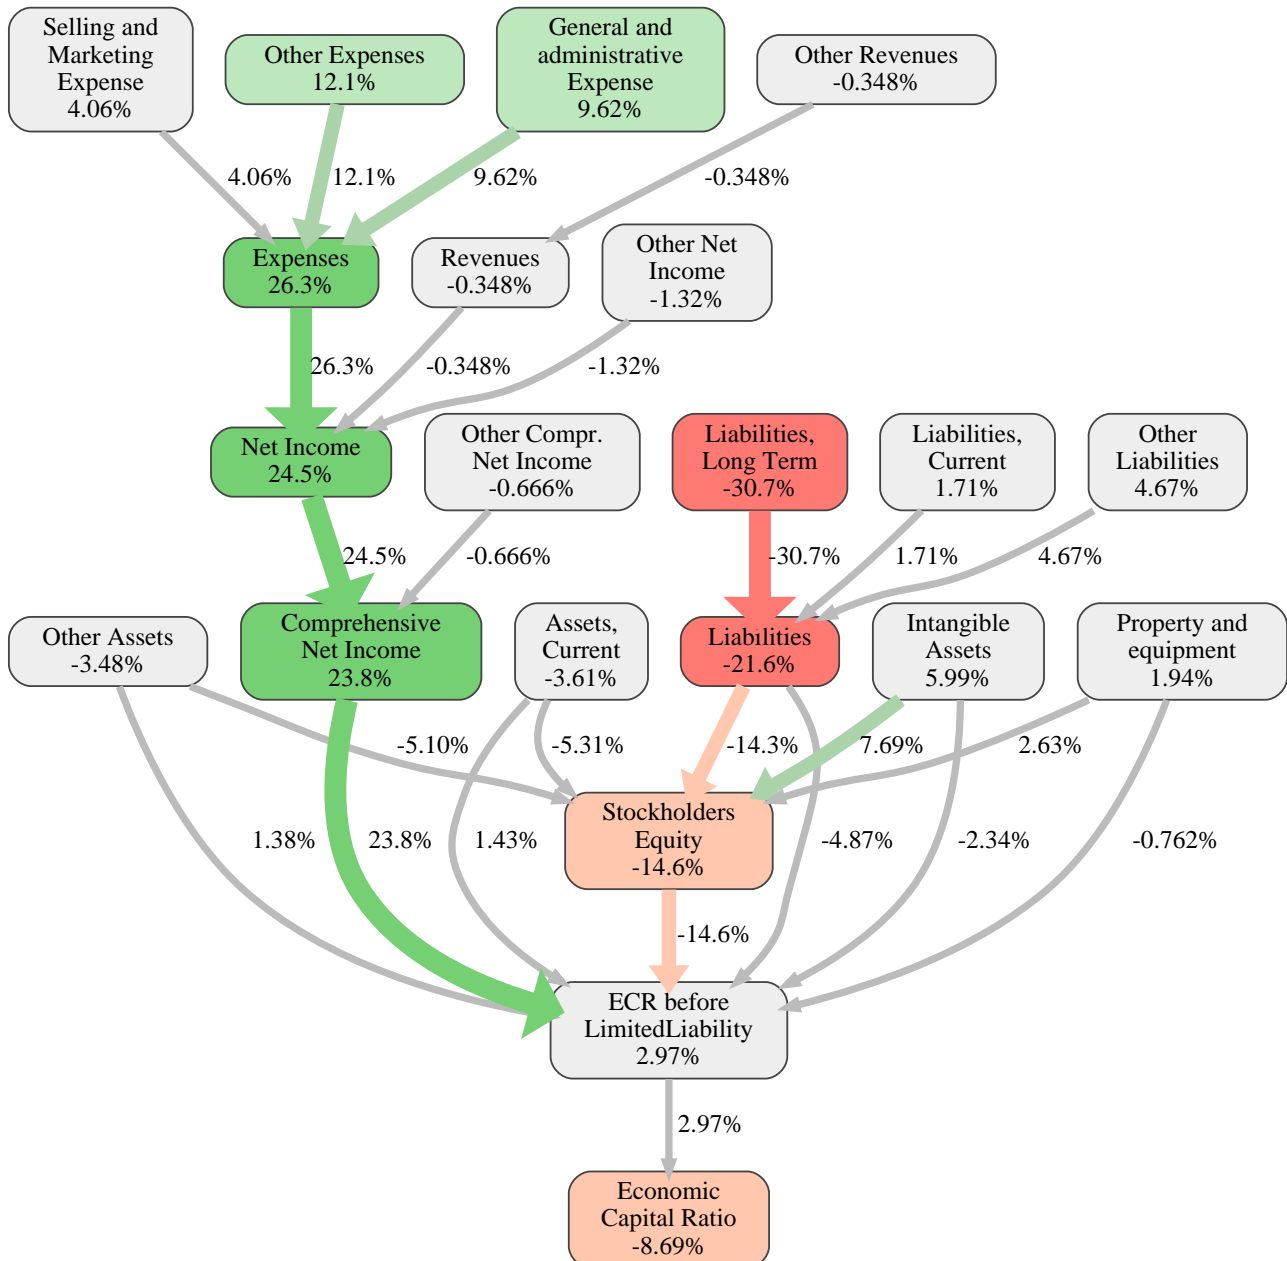 Selling and
Marketing
Expense
4.06%
Other Expenses
12.1%
General and
administrative
Expense
9.62%
Other Revenues
-0.348%
4.06%
12.1%
9.62%
-0.348%
Expenses
26.3%
Revenues
-0.348%
Other Net
Income
-1.32%
26.3%
-0.348%
-1.32%
Net Income
24.5%
Other Compr.
Net Income
-0.666%
Liabilities,
Long Term
-30.7%
Liabilities,
Current
1.71%
Other
Liabilities
4.67%
24.5%
-0.666%
-30.7%
1.71%
4.67%
Other Assets
-3.48%
Comprehensive
Net Income
23.8%
Assets,
Current
-3.61%
Liabilities
-21.6%
Intangible
Assets
5.99%
Property and
equipment
1.94%
-5.10%
-5.31%
-14.3%
7.69%
2.63%
Stockholders
Equity
-14.6%
1.38%
23.8%
1.43%
-4.87%
-2.34%
-0.762%
-14.6%
ECR before
LimitedLiability
2.97%
2.97%
Economic
Capital Ratio
-8.69%